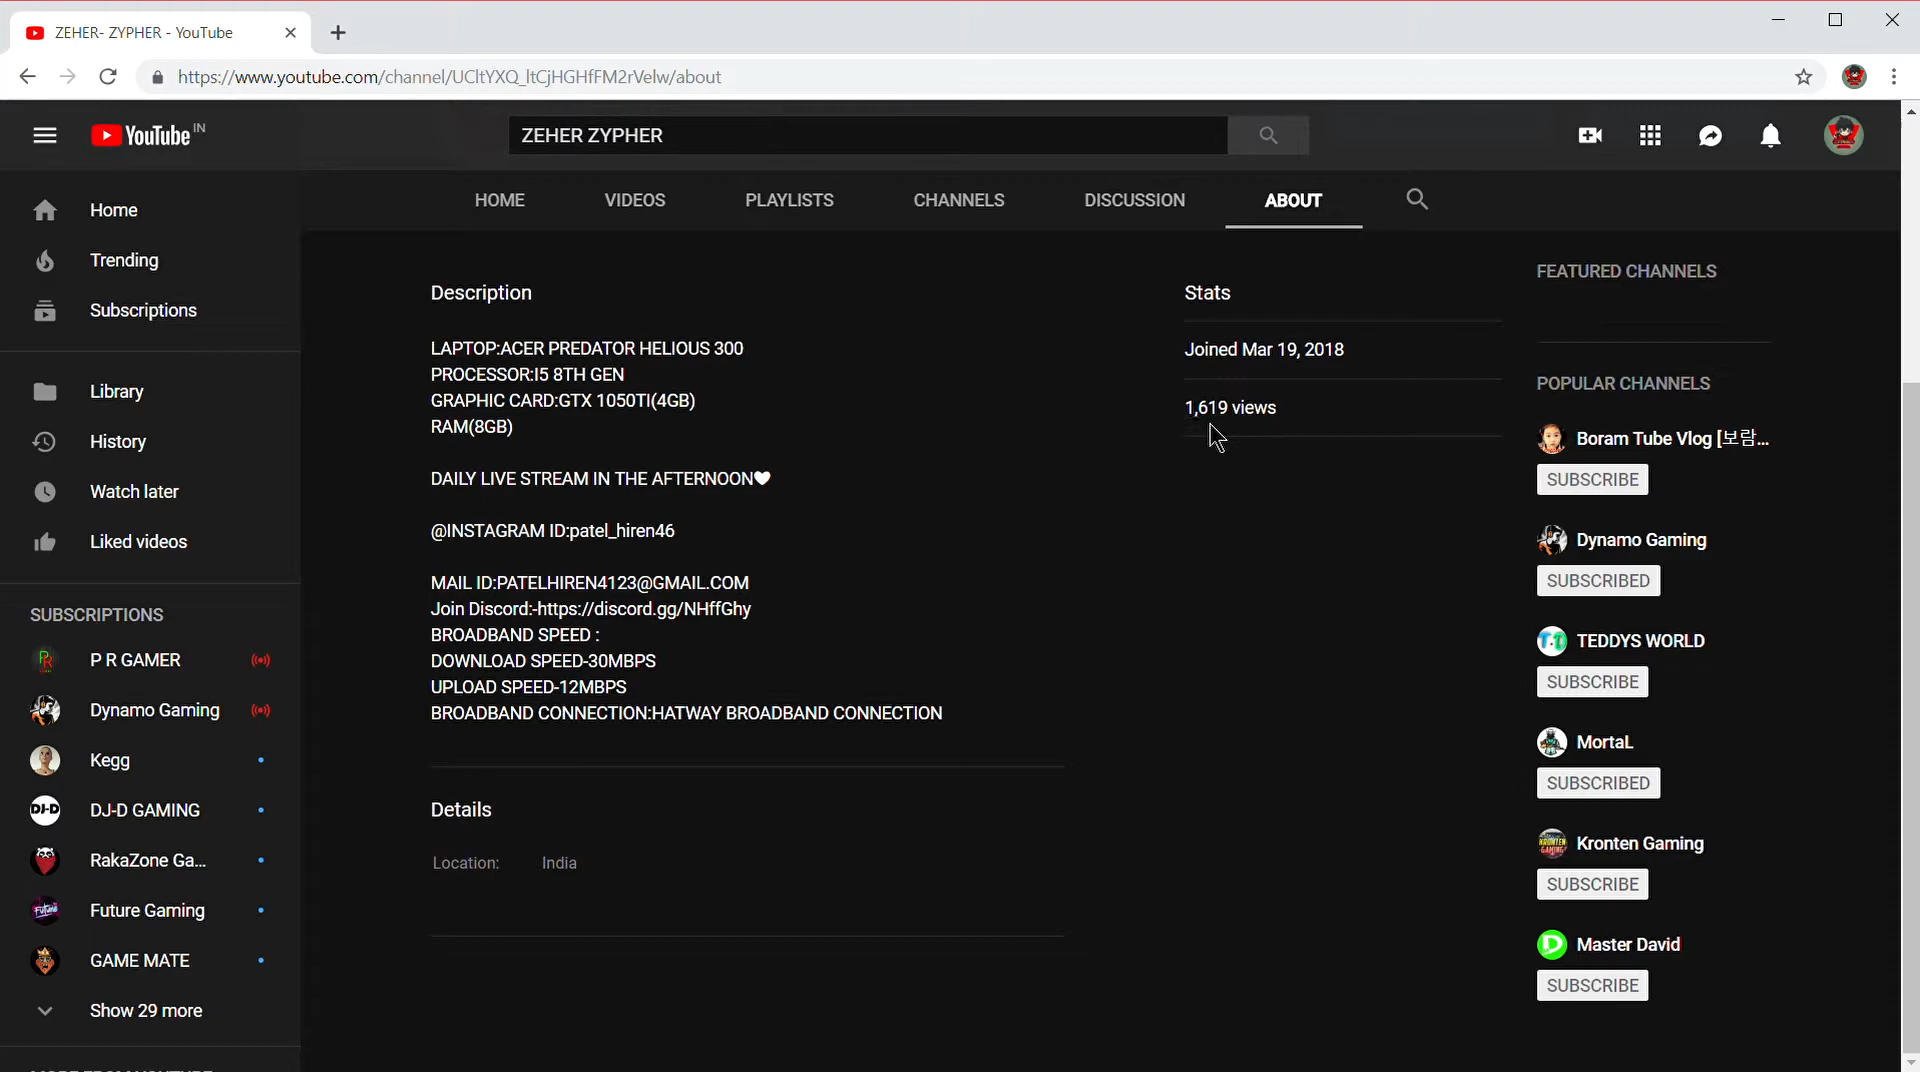 ZEHER- ZYPHER - YouTube
https://www.youtube.com/channel/UCltYXQ_ltCjHGHfFM2rVelw/about
YouTube IN
ZEHER ZYPHER
HOME VIDEOS PLAYLISTS CHANNELS DISCUSSION ABOUT
Home
Trending
Subscriptions
Library
History
Watch later
Liked videos
SUBSCRIPTIONS
P R GAMER
Dynamo Gaming
Kegg
DJ-D
DJ-D GAMING
RakaZone Ga...
Future
Future Gaming
GAME MATE
Show 29 more
Description
LAPTOP:ACER PREDATOR HELIOUS 300
PROCESSOR:I5 8TH GEN
GRAPHIC CARD:GTX 1050TI(4GB)
RAM(8GB)
DAILY LIVE STREAM IN THE AFTERNOON♥
@INSTAGRAM ID:patel_hiren46
MAIL ID:PATELHIREN4123@GMAIL.COM
Join Discord:-https://discord.gg/NHffGhy
BROADBAND SPEED :
DOWNLOAD SPEED-30MBPS
UPLOAD SPEED-12MBPS
BROADBAND CONNECTION:HATWAY BROADBAND CONNECTION
Details
Location: India
Stats
Joined Mar 19, 2018
1,619 views
FEATURED CHANNELS
POPULAR CHANNELS
Boram Tube Vlog [보람...
SUBSCRIBE
Dynamo Gaming
SUBSCRIBED
TEDDYS WORLD
SUBSCRIBE
MortaL
SUBSCRIBED
Kronten Gaming
SUBSCRIBE
Master David
SUBSCRIBE